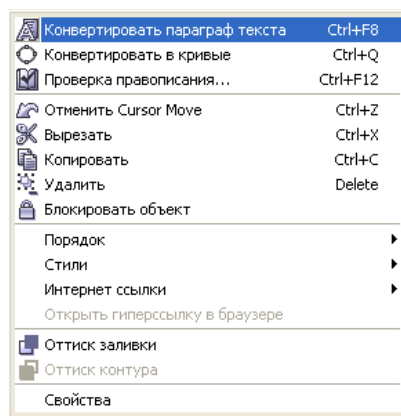 Конвертировать параграф текста Ctrl+F8
Конвертировать в кривые Ctrl+Q
Проверка правописания... Ctrl+F12
Отменить Cursor Move Ctrl+Z
Вырезать Ctrl+X
Копировать Ctrl+C
Удалить Delete
Блокировать объект
Порядок
Стили
Интернет ссылки
Открыть гиперссылку в браузере
Оттиск заливки
Оттиск контура
Свойства